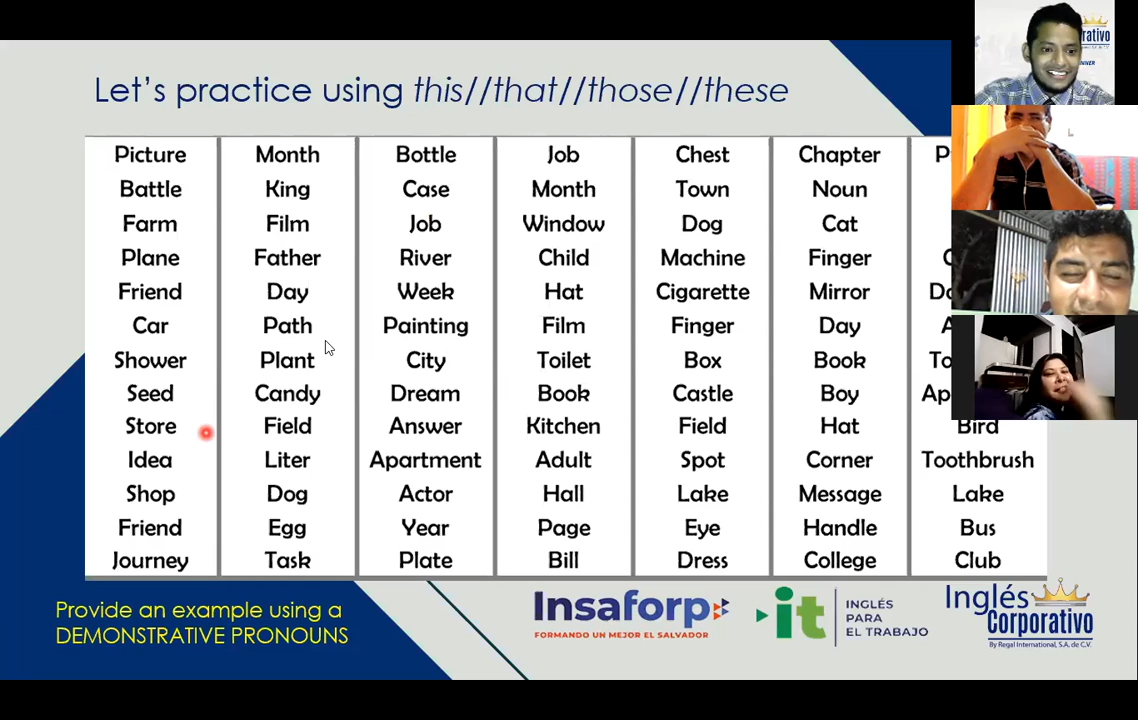 Let's practice using this//that//those//these
Picture Month Bottle Job Chest Chapter
Battle King Case Month Town Noun
Farm Film Job Window Dog Cat
Plane Father River Child Machine Finger
Friend Day Week Hat Cigarette Mirror
Car Path Painting Film Finger Day
Shower Plant City Toilet Box Book
Seed Candy Dream Book Castle Boy
Store Field Answer Kitchen Field Hat Bird
Idea Liter Apartment Adult Spot Corner Toothbrush
Shop Dog Actor Hall Lake Message Lake
Friend Egg Year Page Eye Handle Bus
Journey Task Plate Bill Dress College Club
Provide an example using a
DEMONSTRATIVE PRONOUNS
Insaforp
FORMANDO UN MEJOR EL SALVADOR
it
INGLÉS
PARA
EL TRABAJO
Inglés
Corporativo
By Regal International, S.A. de C.V.